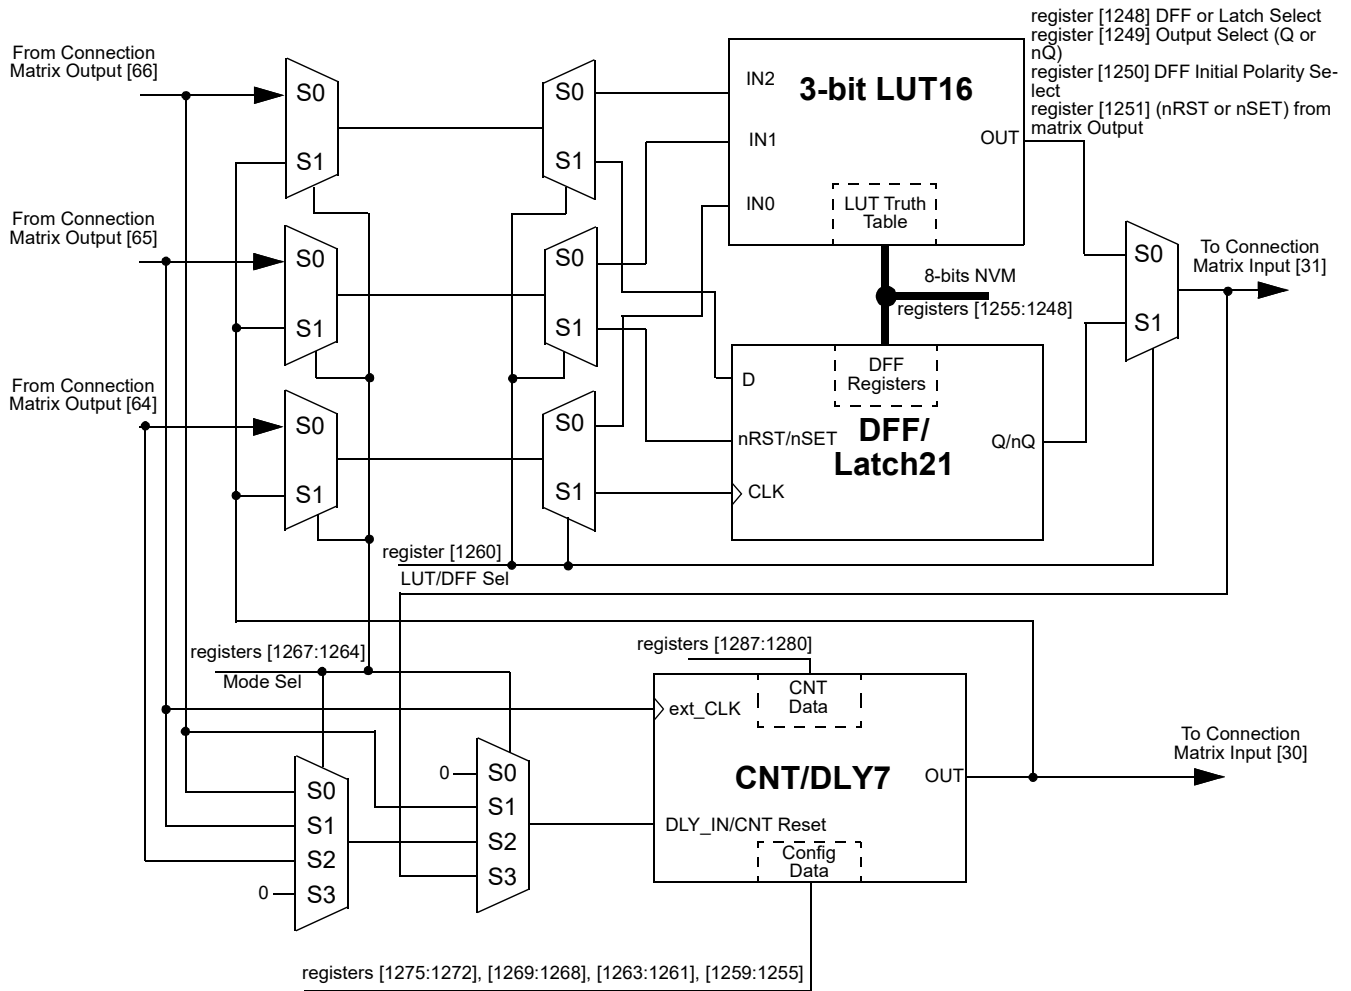 register [1248] DFF or Latch Select
register [1249] Output Select (Q or
nQ)
register [1250] DFF Initial Polarity Se-
lect
register [1251] (nRST or nSET) from
matrix Output
From Connection
Matrix Output [66]
S0
S1
S0
S1
IN2
IN1
IN0
3-bit LUT16
OUT
LUT Truth
Table
From Connection
Matrix Output [65]
S0
S1
S0
S1
8-bits NVM
registers [1255:1248]
S0
S1
To Connection
Matrix Input [31]
From Connection
Matrix Output [64]
S0
S1
S0
S1
D
nRST/nSET
CLK
DFF
Registers
DFF/
Latch21
Q/nQ
register [1260]
LUT/DFF Sel
registers [1267:1264]
Mode Sel
registers [1287:1280]
CNT
Data
ext_CLK
CNT/DLY7
OUT
To Connection
Matrix Input [30]
DLY_IN/CNT Reset
Config
Data
S0
S1
S2
S3
0
0
S0
S1
S2
S3
registers [1275:1272], [1269:1268], [1263:1261], [1259:1255]